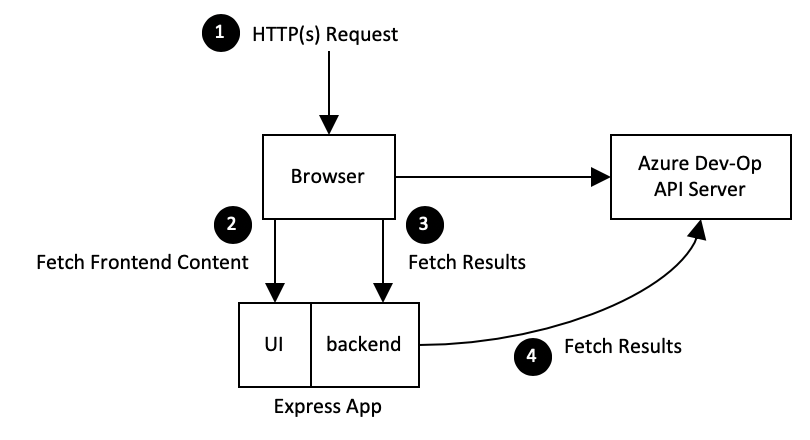 1 HTTP(s) Request
Browser
Azure Dev-Op
API Server
2
3
Fetch Frontend Content
Fetch Results
UI
backend
4 Fetch Results
Express App